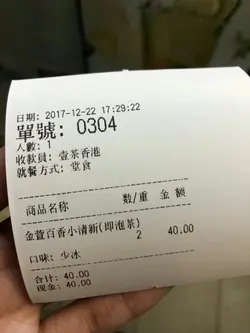 日期: 2017-12-22 17:29:22
單號: 0304
人數: 1
收款員: 壹茶香港
就餐方式: 堂食
商品名称 數/重 金額
金萱百香小清新(即泡茶)
2 40.00
口味: 少冰
合计: 40.00
现金: 40.00